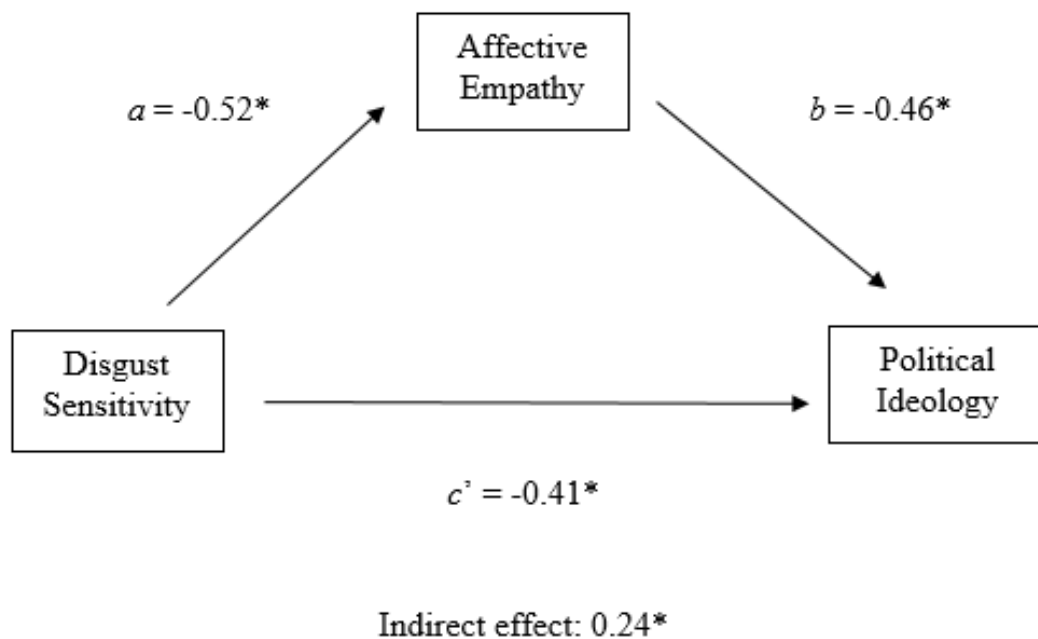 Affective
Empathy
a = -0.52*
b = -0.46*
Disgust
Sensitivity
Political
Ideology
c’ = -0.41*
Indirect effect: 0.24*